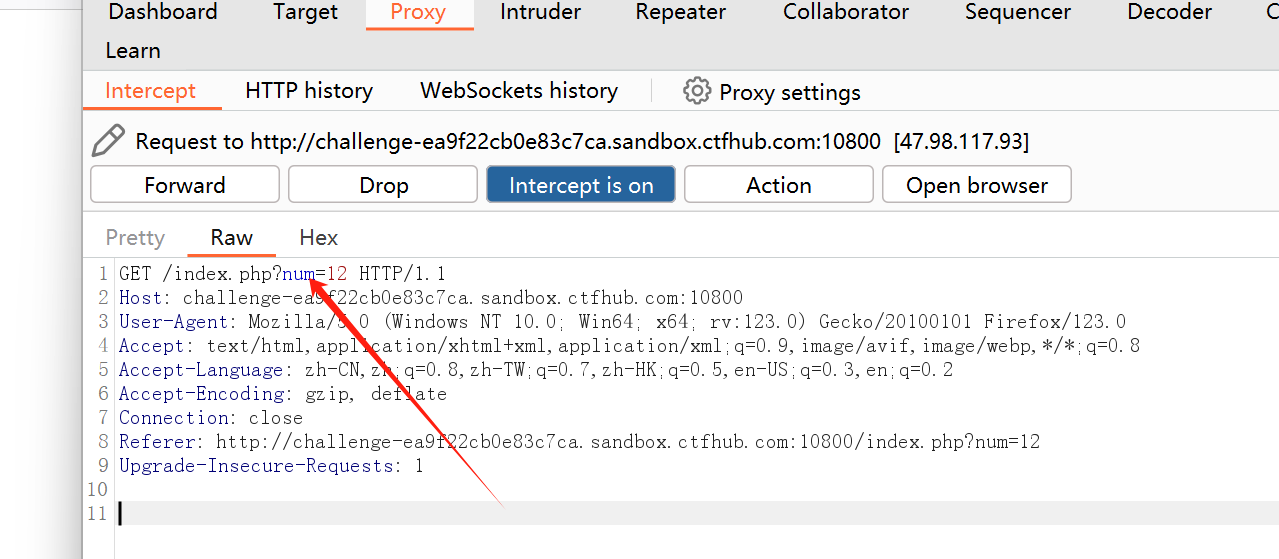 Dashboard Target Proxy Intruder Repeater Collaborator Sequencer Decoder
Learn
Intercept HTTP history WebSockets history Proxy settings
Request to http://challenge-ea9f22cb0e83c7ca.sandbox.ctfhub.com:10800 [47.98.117.93]
Forward Drop Intercept is on Action Open browser
Pretty Raw Hex
1 GET /index.php?num=12 HTTP/1.1
2 Host: challenge-ea9f22cb0e83c7ca.sandbox.ctfhub.com:10800
3 User-Agent: Mozilla/5.0 (Windows NT 10.0; Win64; x64; rv:123.0) Gecko/20100101 Firefox/123.0
4 Accept: text/html,application/xhtml+xml,application/xml;q=0.9,image/avif,image/webp,*/*;q=0.8
5 Accept-Language: zh-CN,zh;q=0.8,zh-TW;q=0.7,zh-HK;q=0.5,en-US;q=0.3,en;q=0.2
6 Accept-Encoding: gzip, deflate
7 Connection: close
8 Referer: http://challenge-ea9f22cb0e83c7ca.sandbox.ctfhub.com:10800/index.php?num=12
9 Upgrade-Insecure-Requests: 1
10
11